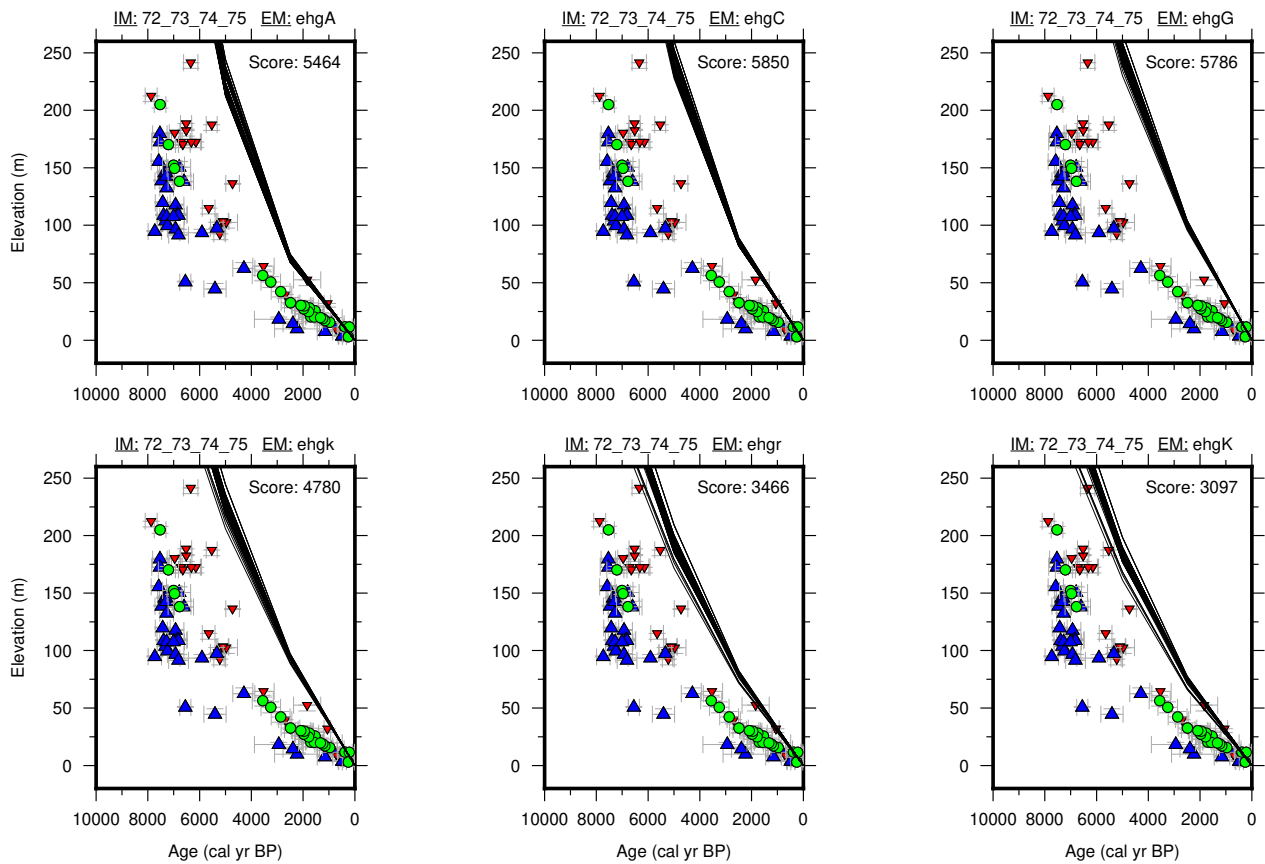 IM: 72_73_74_75 EM: ehgA
IM: 72_73_74_75 EM: ehgC
IM: 72_73_74_75 EM: ehgG
Score: 5464
Score: 5850
Score: 5786
Elevation (m)
250
200
150
100
50
0
250
200
150
100
50
0
250
200
150
100
50
0
10000 8000 6000 4000 2000 0
10000 8000 6000 4000 2000 0
10000 8000 6000 4000 2000 0
IM: 72_73_74_75 EM: ehgk
IM: 72_73_74_75 EM: ehgr
IM: 72_73_74_75 EM: ehgK
Score: 4780
Score: 3466
Score: 3097
Elevation (m)
250
200
150
100
50
0
250
200
150
100
50
0
250
200
150
100
50
0
10000 8000 6000 4000 2000 0
10000 8000 6000 4000 2000 0
10000 8000 6000 4000 2000 0
Age (cal yr BP)
Age (cal yr BP)
Age (cal yr BP)